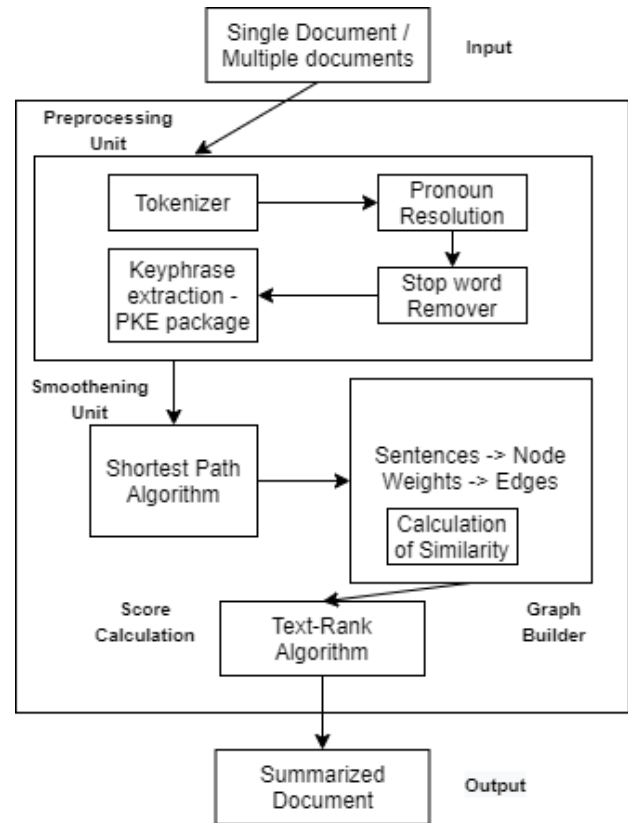 Single Document /
Multiple documents
Input
Preprocessing
Unit
Tokenizer
Pronoun
Resolution
Keyphrase
extraction -
PKE package
Stop word
Remover
Smoothening
Unit
Shortest Path
Algorithm
Sentences -> Node
Weights -> Edges
Calculation
of Similarity
Score
Calculation
Text-Rank
Algorithm
Graph
Builder
Summarized
Document
Output